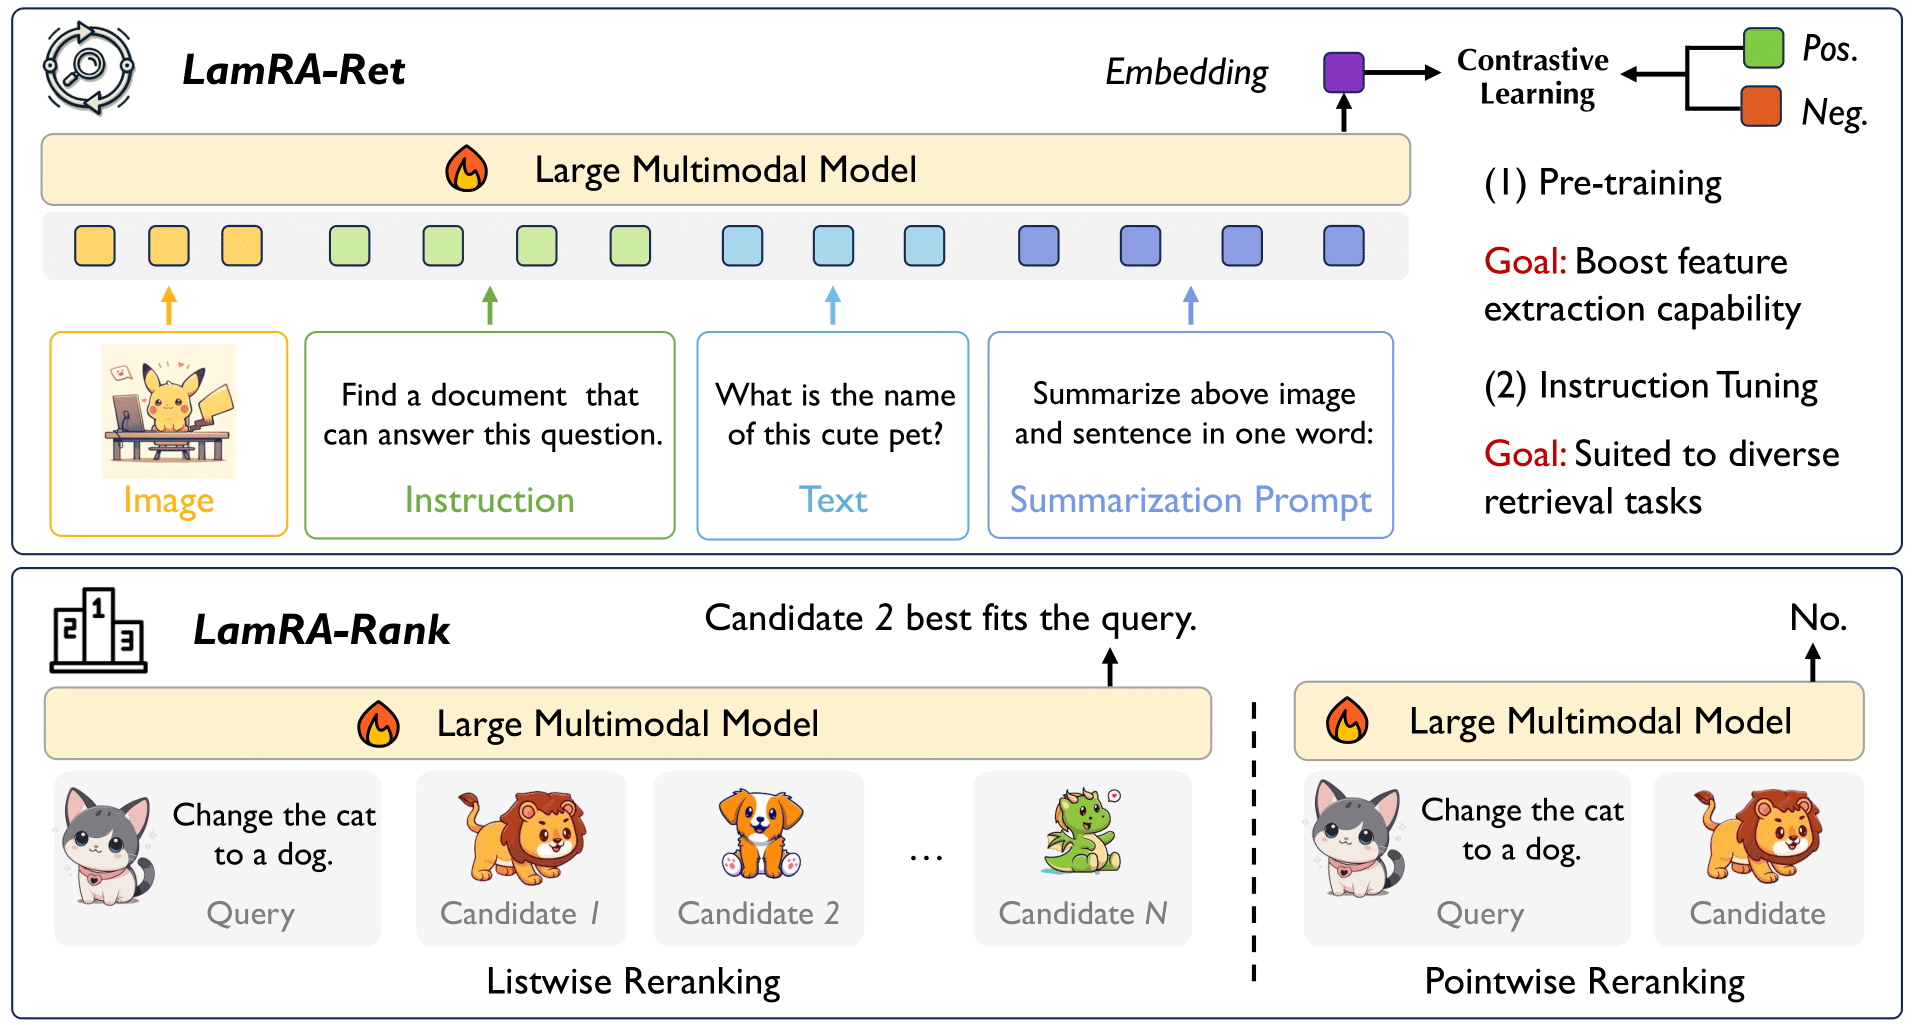 LamRA-Ret
Embedding
Contrastive
Learning
Pos.
Neg.
Large Multimodal Model
(1) Pre-training
Goal: Boost feature
extraction capability
(2) Instruction Tuning
Goal: Suited to diverse
retrieval tasks
Image
Find a document that
can answer this question.
Instruction
What is the name
of this cute pet?
Text
Summarize above image
and sentence in one word:
Summarization Prompt
2
1
3
LamRA-Rank
Candidate 2 best fits the query.
Large Multimodal Model
Change the cat
to a dog.
Query
Candidate 1
Candidate 2
...
Candidate N
Listwise Reranking
No.
Large Multimodal Model
Change the cat
to a dog.
Query
Candidate
Pointwise Reranking